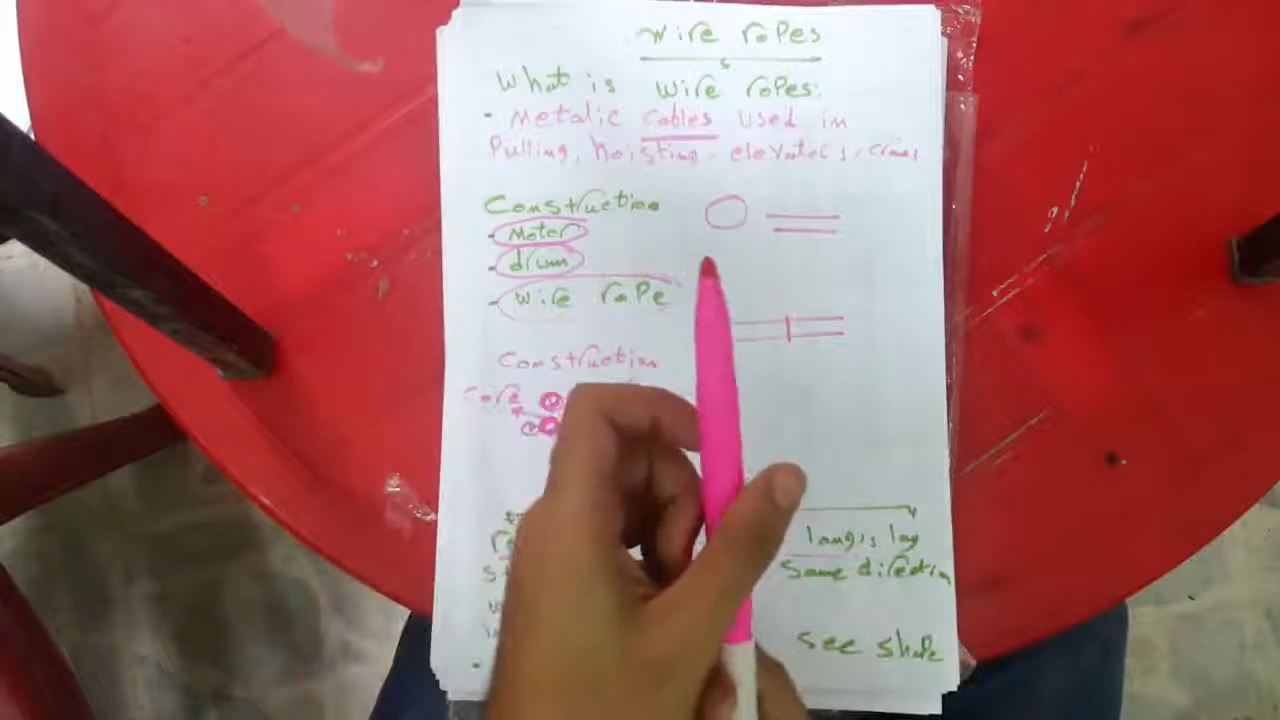 Wire ropes
What is wire ropes:
- Metalic cables used in
Pulling, hoisting - elevators, cranes
Construction
- Motor
- drum
- wire rope
Construction
Core
lang,s lay
Same direction
see shape